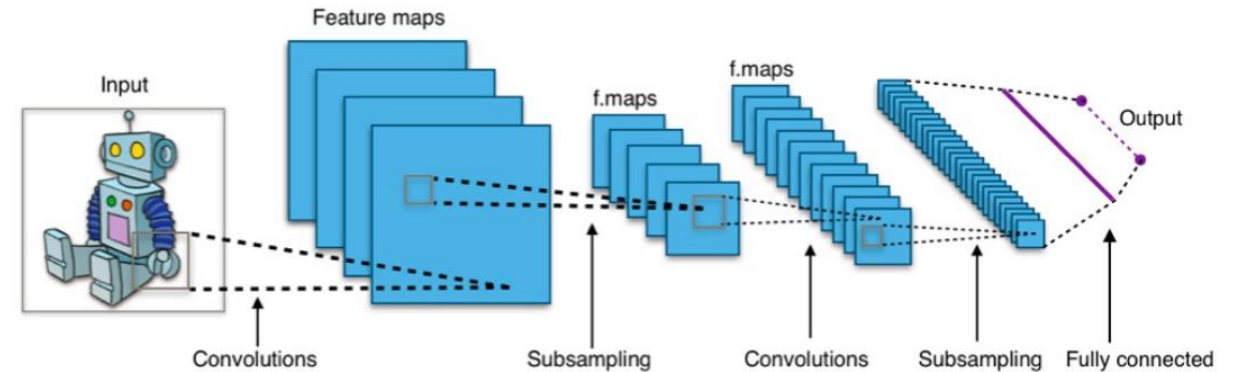 Feature maps
f.maps
Input
f.maps
Output
Convolutions
Subsampling
Convolutions
Subsampling
Fully connected